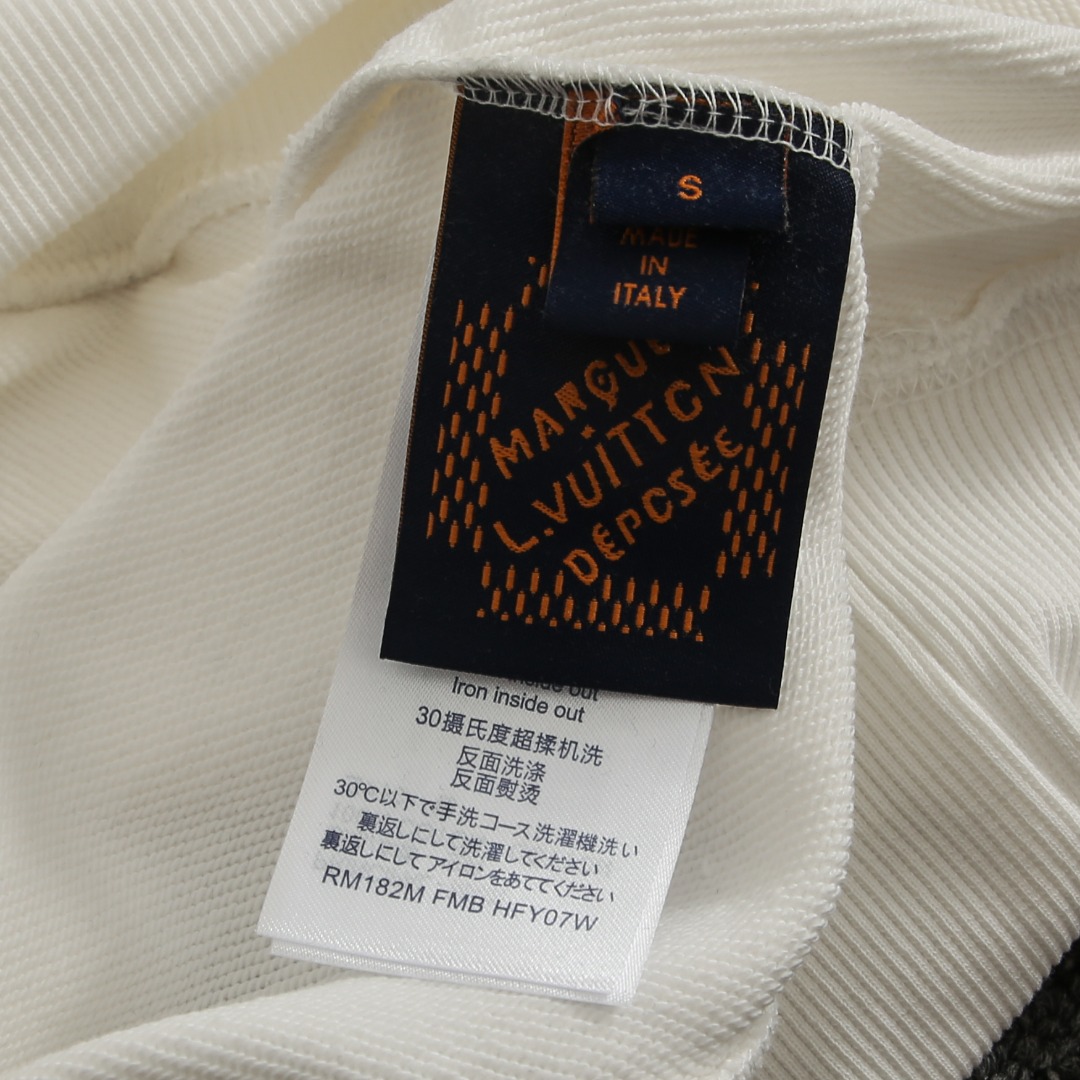 S
MADE
IN
ITALY
MARQUE
L.VUITTON
DÉPOSÉE
inside out
Iron inside out
30摄氏度超揉机洗
反面洗涤
反面熨烫
30℃以下で手洗コース洗濯機洗い
裏返しにして洗濯してください
裏返しにしてアイロンをあててください
RM182M FMB HFY07W